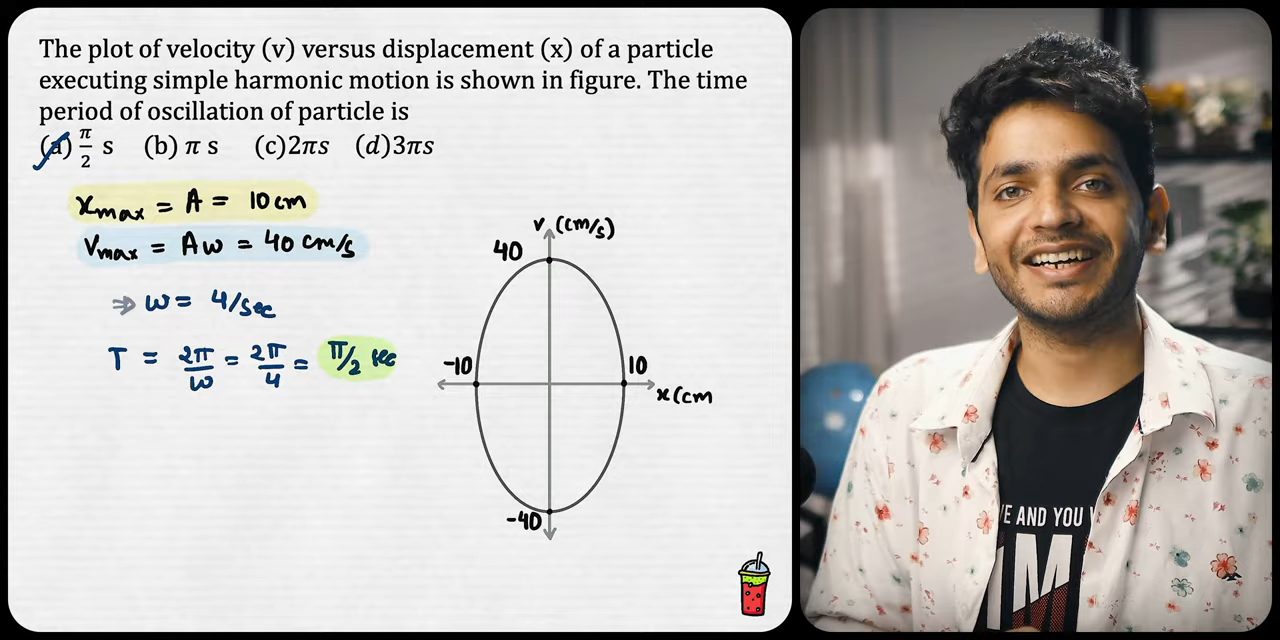 The plot of velocity (v) versus displacement (x) of a particle
executing simple harmonic motion is shown in figure. The time
period of oscillation of particle is
(a) π/2 s (b) π s (c)2πs (d)3πs
xmax = A = 10 cm
Vmax = Aω = 40 cm/s
⇒ ω = 4/sec
T = 2π/ω = 2π/4 = π/2 sec
v (cm/s)
40
-10
10
x(cm
-40
E AND YOU
IM